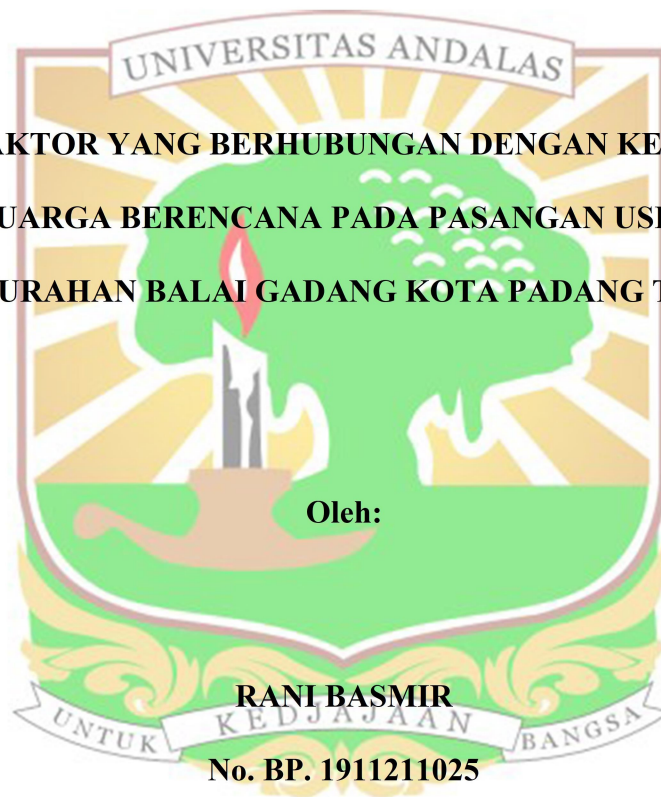 UNIVERSITAS ANDALAS
AKTOR YANG BERHUBUNGAN DENGAN KE
UARGA BERENCANA PADA PASANGAN USI
URAHAN BALAI GADANG KOTA PADANG T
Oleh:
RANI BASMIR
UNTUK KEDJAJAAN BANGSA
No. BP. 1911211025